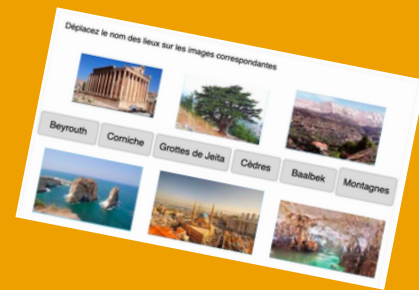 Déplacez le nom des lieux sur les images correspondantes
Beyrouth
Corniche
Grottes de Jeita
Cèdres
Baalbek
Montagnes